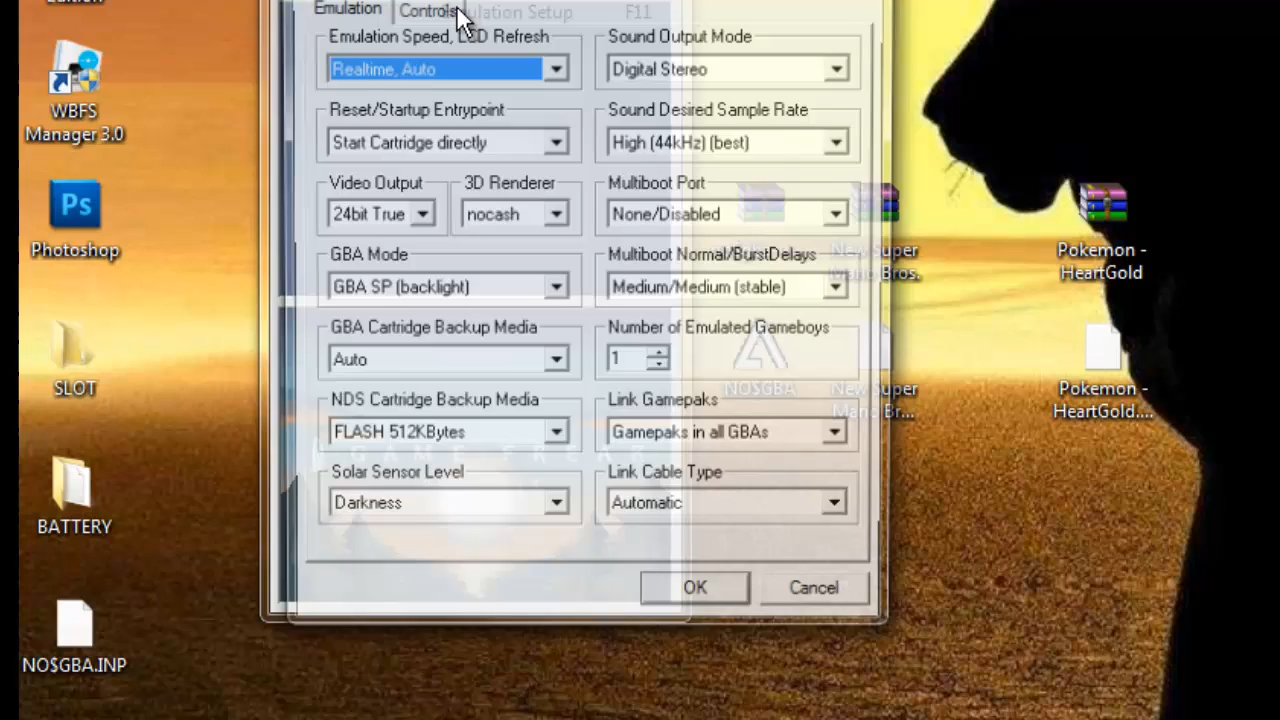 Edition
WBFS
Manager 3.0
Photoshop
SLOT
BATTERY
NO$GBA.INP
Emulation
Controls
Emulation Setup F11
Emulation Speed, LCD Refresh
Realtime, Auto
Reset/Startup Entrypoint
Start Cartridge directly
Video Output
24bit True
3D Renderer
nocash
GBA Mode
GBA SP (backlight)
GBA Cartridge Backup Media
Auto
NDS Cartridge Backup Media
FLASH 512KBytes
GAME FREAK
Solar Sensor Level
Darkness
Sound Output Mode
Digital Stereo
Sound Desired Sample Rate
High (44kHz) (best)
Multiboot Port
None/Disabled
Multiboot Normal/BurstDelays
Medium/Medium (stable)
Number of Emulated Gameboys
1
Link Gamepaks
Gamepaks in all GBAs
Link Cable Type
Automatic
OK
Cancel
NO$GBA
New Super
Mario Bros.
New Super
Mario Br...
Pokemon -
HeartGold
Pokemon -
HeartGold....
Ps